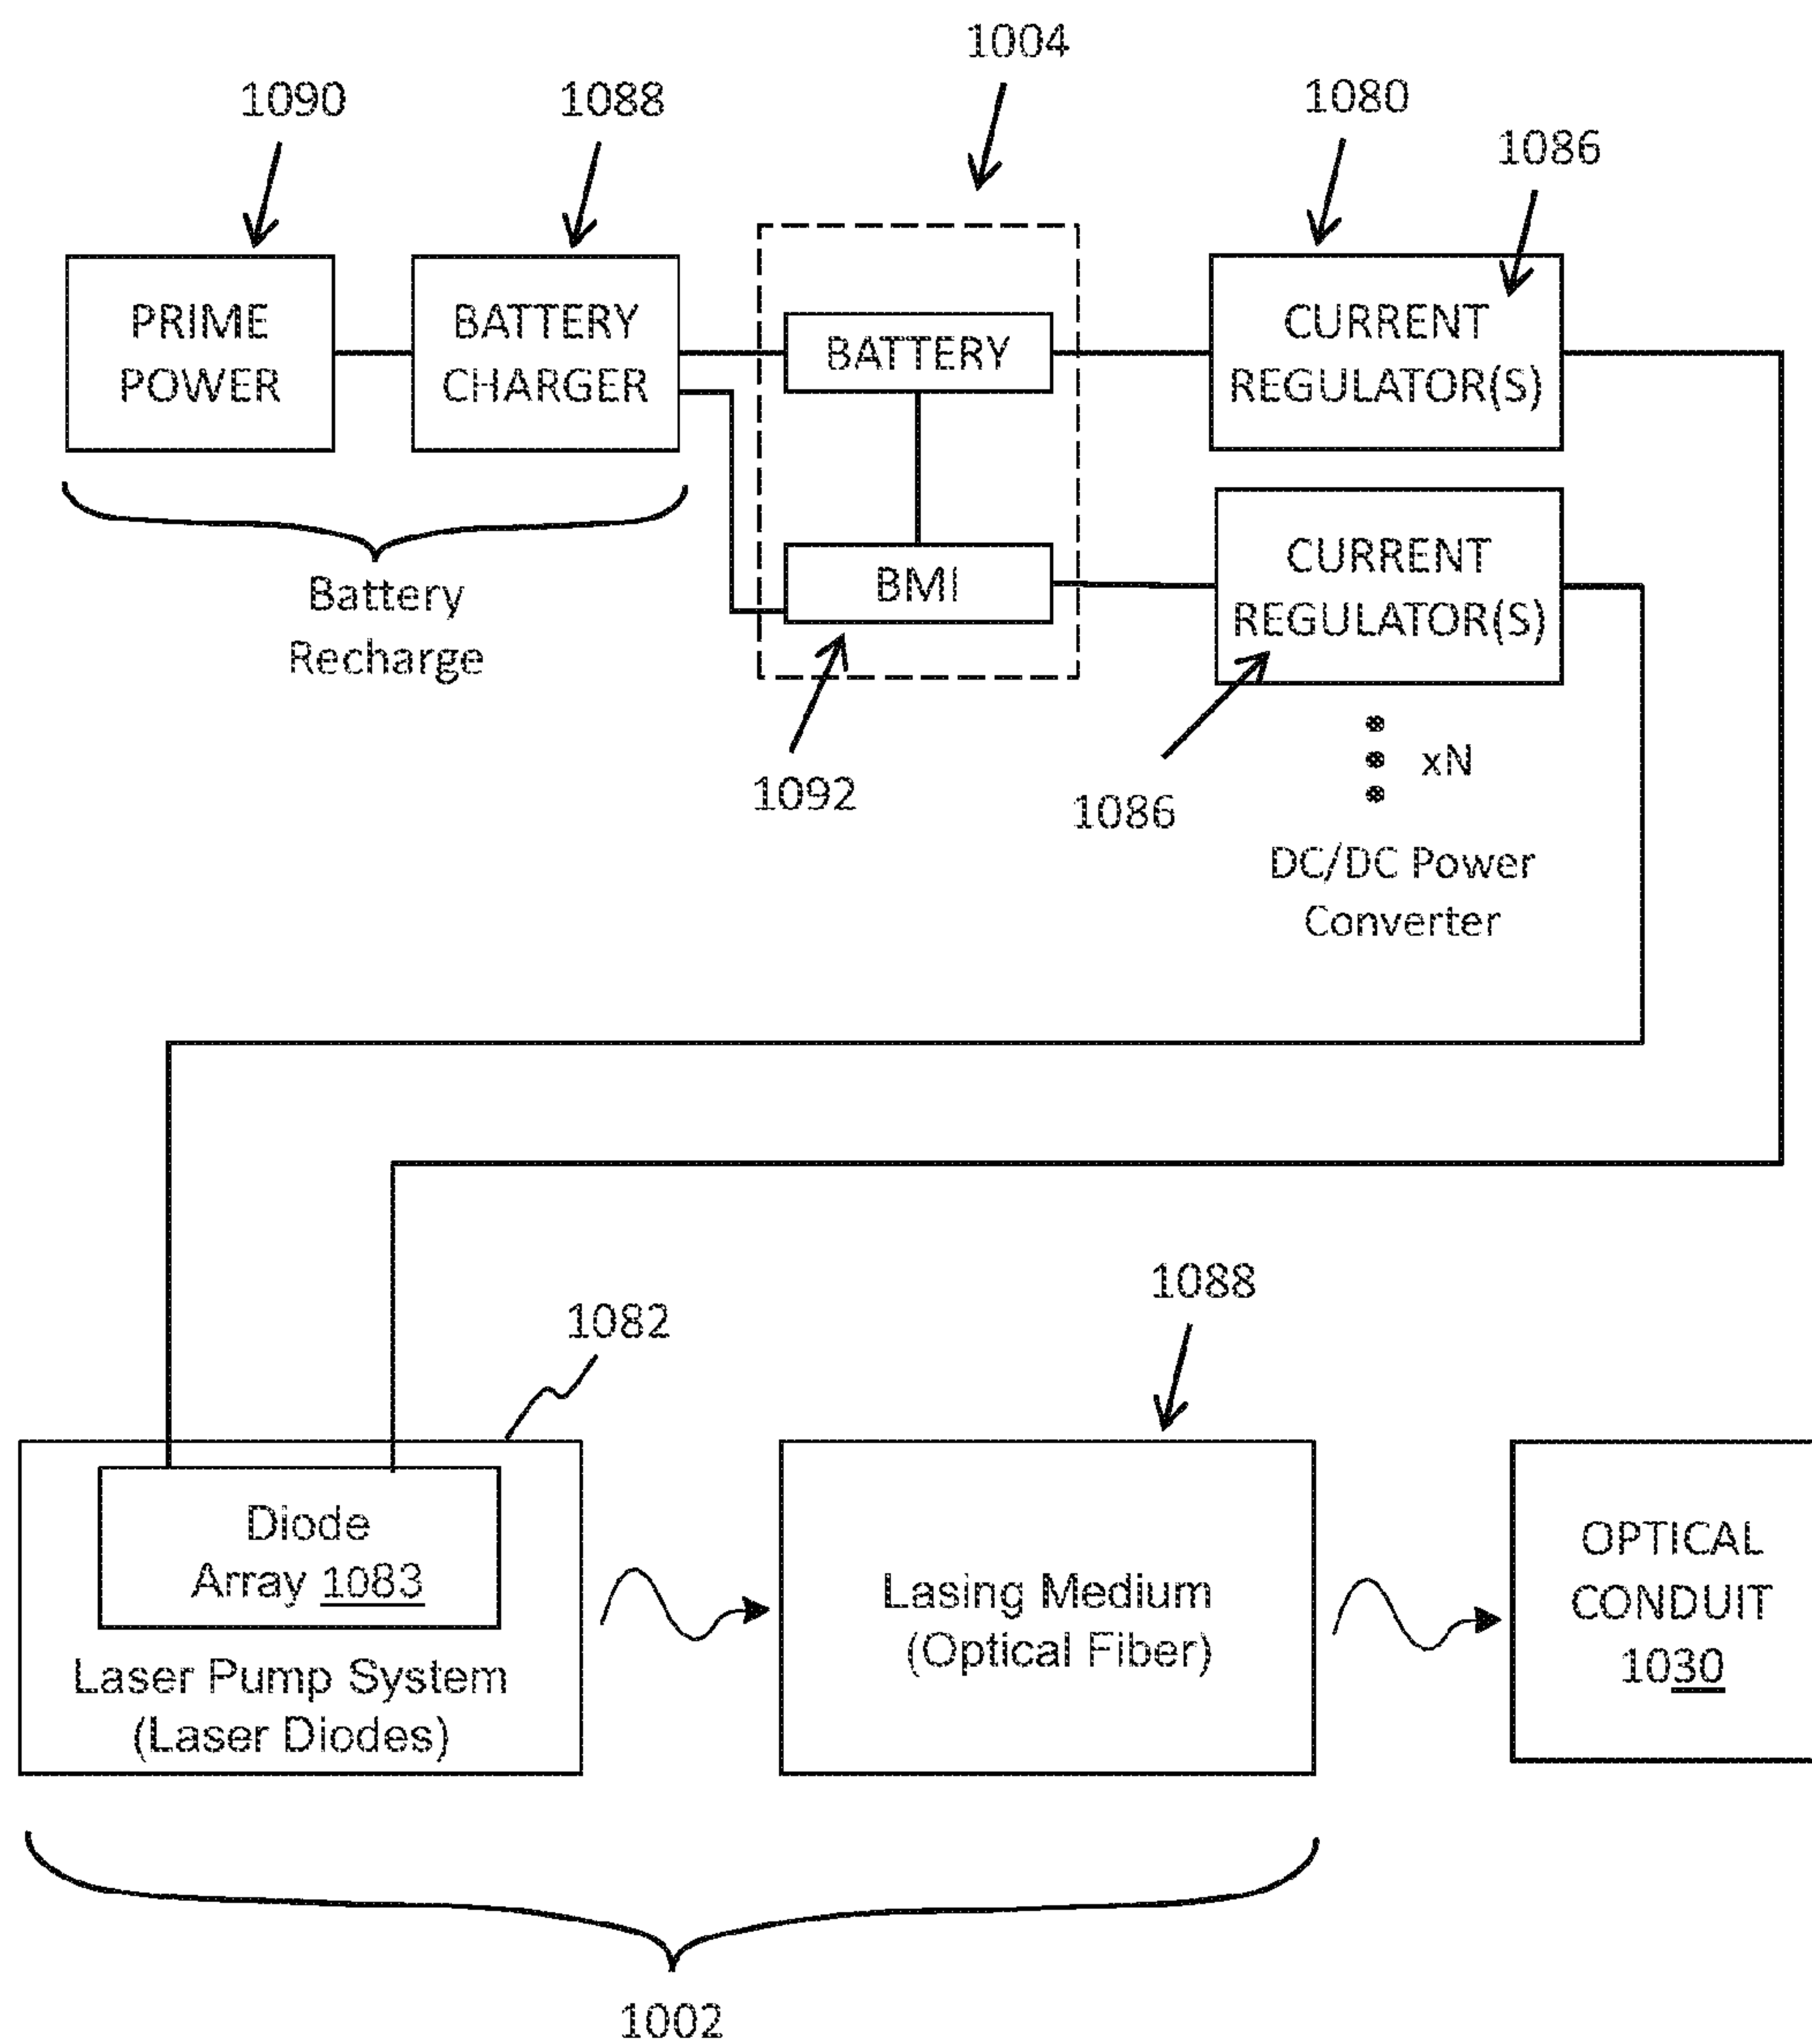 1004
1090
1088
1080
1086
PRIME
POWER
BATTERY
CHARGER
BATTERY
CURRENT
REGULATOR(S)
BMI
CURRENT
REGULATOR(S)
Battery
Recharge
1092
1086
xN
DC/DC Power
Converter
1082
1088
Diode
Array 1083
Laser Pump System
(Laser Diodes)
Lasing Medium
(Optical Fiber)
OPTICAL
CONDUIT
1030
1002